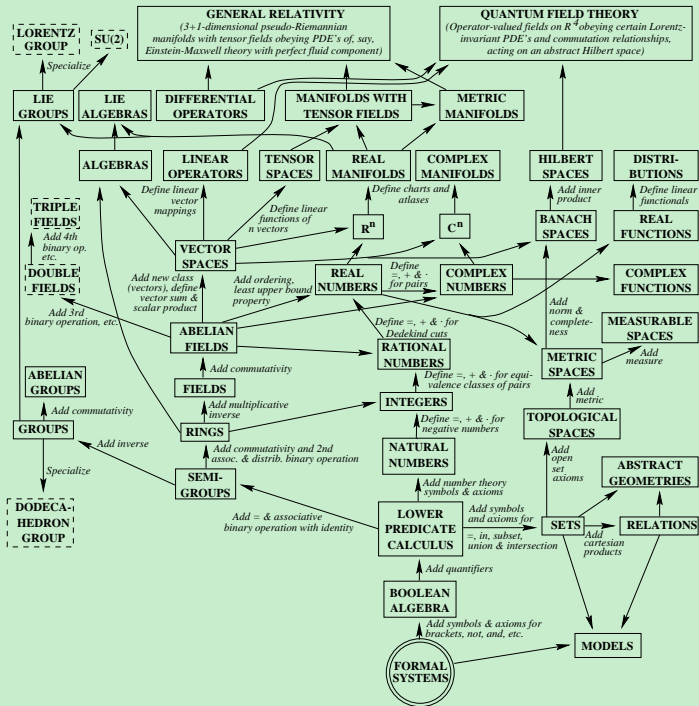 GENERAL RELATIVITY
(3+1-dimensional pseudo-Riemannian
manifolds with tensor fields obeying PDE's of, say,
Einstein-Maxwell theory with perfect fluid component)
QUANTUM FIELD THEORY
(Operator-valued fields on R^4 obeying certain Lorentz-
invariant PDE's and commutation relationships,
acting on an abstract Hilbert space)
LORENTZ
GROUP
SU(2)
Specialize
LIE
GROUPS
LIE
ALGEBRAS
DIFFERENTIAL
OPERATORS
MANIFOLDS WITH
TENSOR FIELDS
METRIC
MANIFOLDS
ALGEBRAS
LINEAR
OPERATORS
TENSOR
SPACES
REAL
MANIFOLDS
COMPLEX
MANIFOLDS
HILBERT
SPACES
DISTRI-
BUTIONS
Define linear
vector
mappings
Define linear
functions of
n vectors
Define charts and
atlases
Add inner
product
Define linear
functionals
TRIPLE
FIELDS
Add 4th
binary op.
etc.
DOUBLE
FIELDS
Add 3rd
binary operation, etc.
VECTOR
SPACES
R^n
C^n
BANACH
SPACES
REAL
FUNCTIONS
Add new class
(vectors), define
vector sum &
scalar product
Add ordering,
least upper bound
property
REAL
NUMBERS
Define
=, + & ·
for pairs
COMPLEX
NUMBERS
COMPLEX
FUNCTIONS
Add
norm &
complete-
ness
MEASURABLE
SPACES
Add
measure
ABELIAN
FIELDS
Define =, + & · for
Dedekind cuts
RATIONAL
NUMBERS
METRIC
SPACES
ABELIAN
GROUPS
Add commutativity
Add commutativity
FIELDS
Define =, + & · for equi-
valence classes of pairs
Add
metric
Add multiplicative
inverse
INTEGERS
GROUPS
RINGS
Define =, + & · for
negative numbers
TOPOLOGICAL
SPACES
Add inverse
Add commutativity and 2nd
assoc. & distrib. binary operation
NATURAL
NUMBERS
Add
open
set
axioms
Specialize
SEMI-
GROUPS
Add number theory
symbols & axioms
ABSTRACT
GEOMETRIES
DODECA-
HEDRON
GROUP
Add = & associative
binary operation with identity
LOWER
PREDICATE
CALCULUS
Add symbols
and axioms for
=, in, subset,
union & intersection
SETS
RELATIONS
Add
cartesian
products
Add quantifiers
BOOLEAN
ALGEBRA
Add symbols & axioms for
brackets, not, and, etc.
MODELS
FORMAL
SYSTEMS